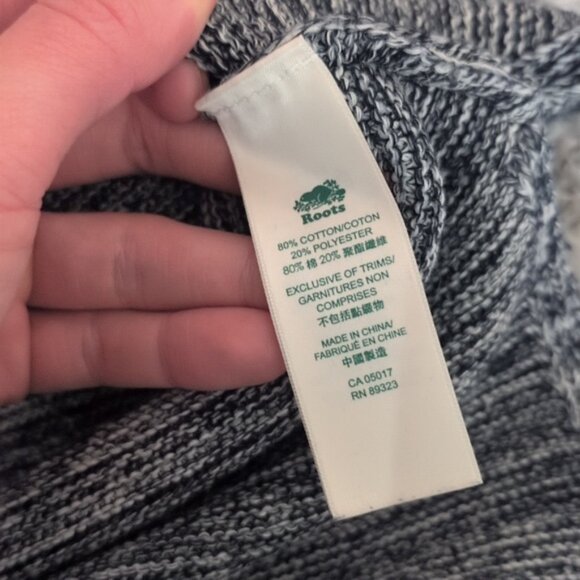 Roots
80% COTTON/COTON
20% POLYESTER
80% 棉 20% 聚酯纖維
EXCLUSIVE OF TRIMS/
GARNITURES NON
COMPRISES
不包括點綴物
MADE IN CHINA/
FABRIQUÉ EN CHINE
中國製造
CA 05017
RN 89323